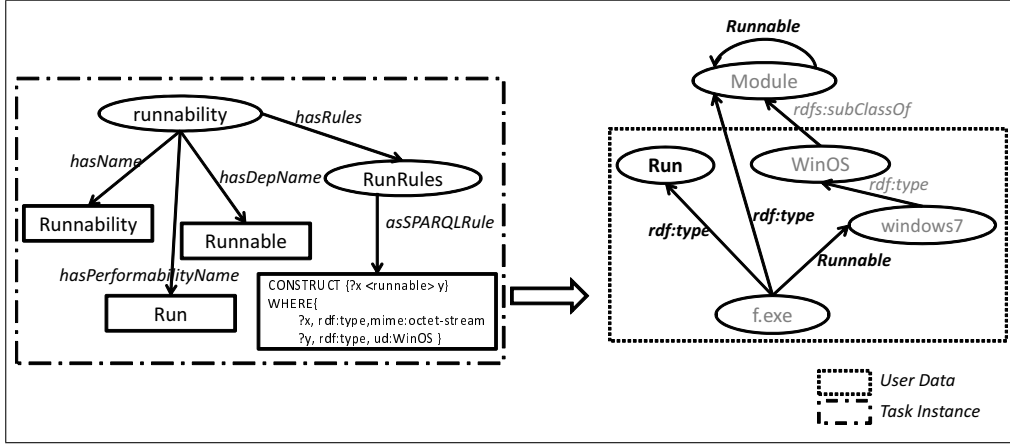 runnability
hasRules
hasName
hasDepName
RunRules
Runnability
Runnable
asSPARQLRule
hasPerformabilityName
Run
CONSTRUCT {?x <runnable> y}
WHERE{
?x, rdf:type,mime:octet-stream
?y, rdf:type, ud:WinOS }
Runnable
Module
rdfs:subClassOf
Run
WinOS
rdf:type
rdf:type
rdf:type
windows7
Runnable
f.exe
User Data
Task Instance